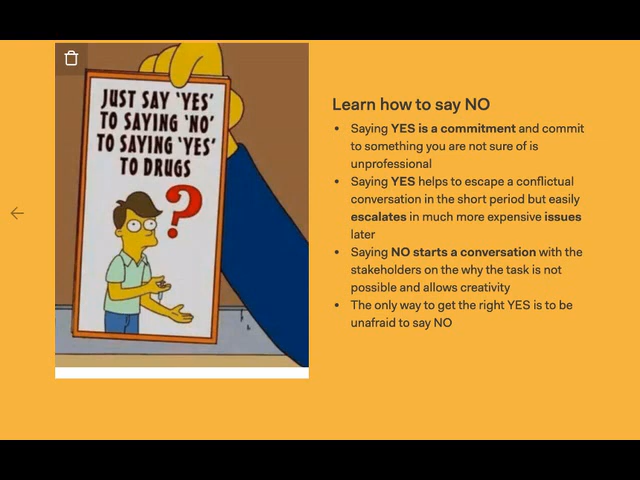 JUST SAY 'YES'
TO SAYING 'NO'
TO SAYING 'YES'
TO DRUGS
?
Learn how to say NO
• Saying YES is a commitment and commit
to something you are not sure of is
unprofessional
• Saying YES helps to escape a conflictual
conversation in the short period but easily
escalates in much more expensive issues
later
• Saying NO starts a conversation with the
stakeholders on the why the task is not
possible and allows creativity
• The only way to get the right YES is to be
unafraid to say NO